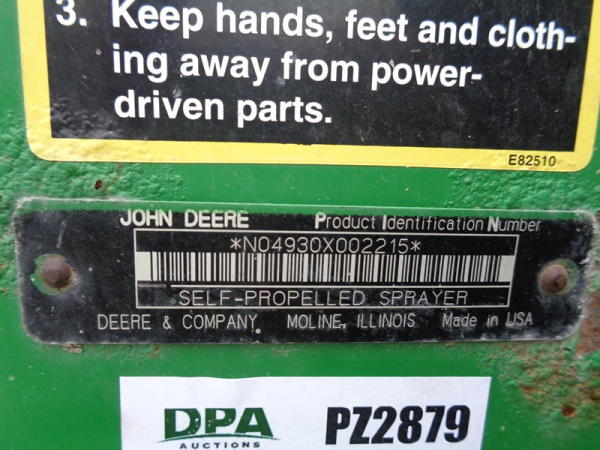 3. Keep hands, feet and cloth-
ing away from power-
driven parts.
E82510
JOHN DEERE Product Identification Number
*N04930X002215*
SELF-PROPELLED SPRAYER
DEERE & COMPANY, MOLINE, ILLINOIS Made in USA
DPA
AUCTIONS
PZ2879